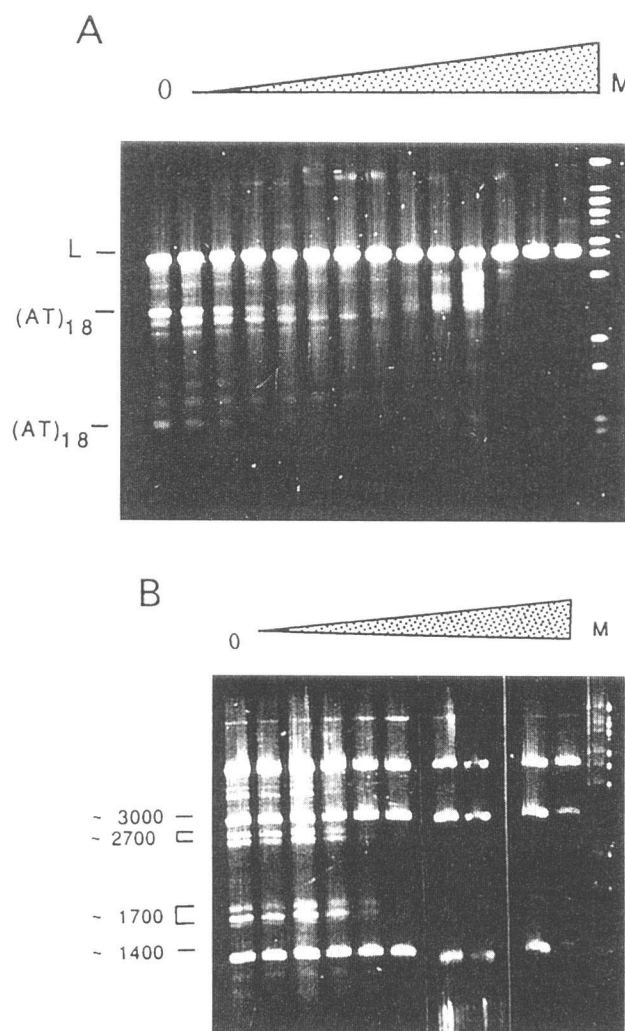 A
0
M
L —
(AT)18 —
(AT)18 —
B
0
M
~ 3000 —
~ 2700
~ 1700
~ 1400 —